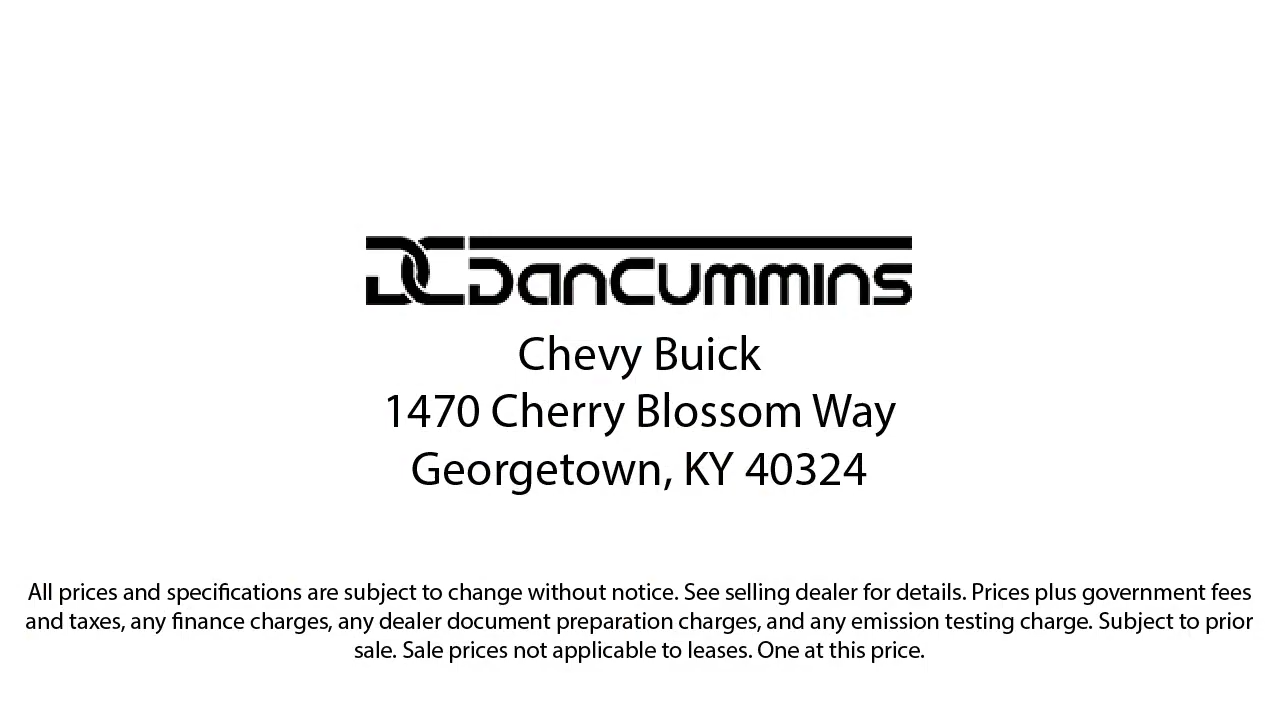 DC DanCummins
Chevy Buick
1470 Cherry Blossom Way
Georgetown, KY 40324
All prices and specifications are subject to change without notice. See selling dealer for details. Prices plus government fees
and taxes, any finance charges, any dealer document preparation charges, and any emission testing charge. Subject to prior
sale. Sale prices not applicable to leases. One at this price.